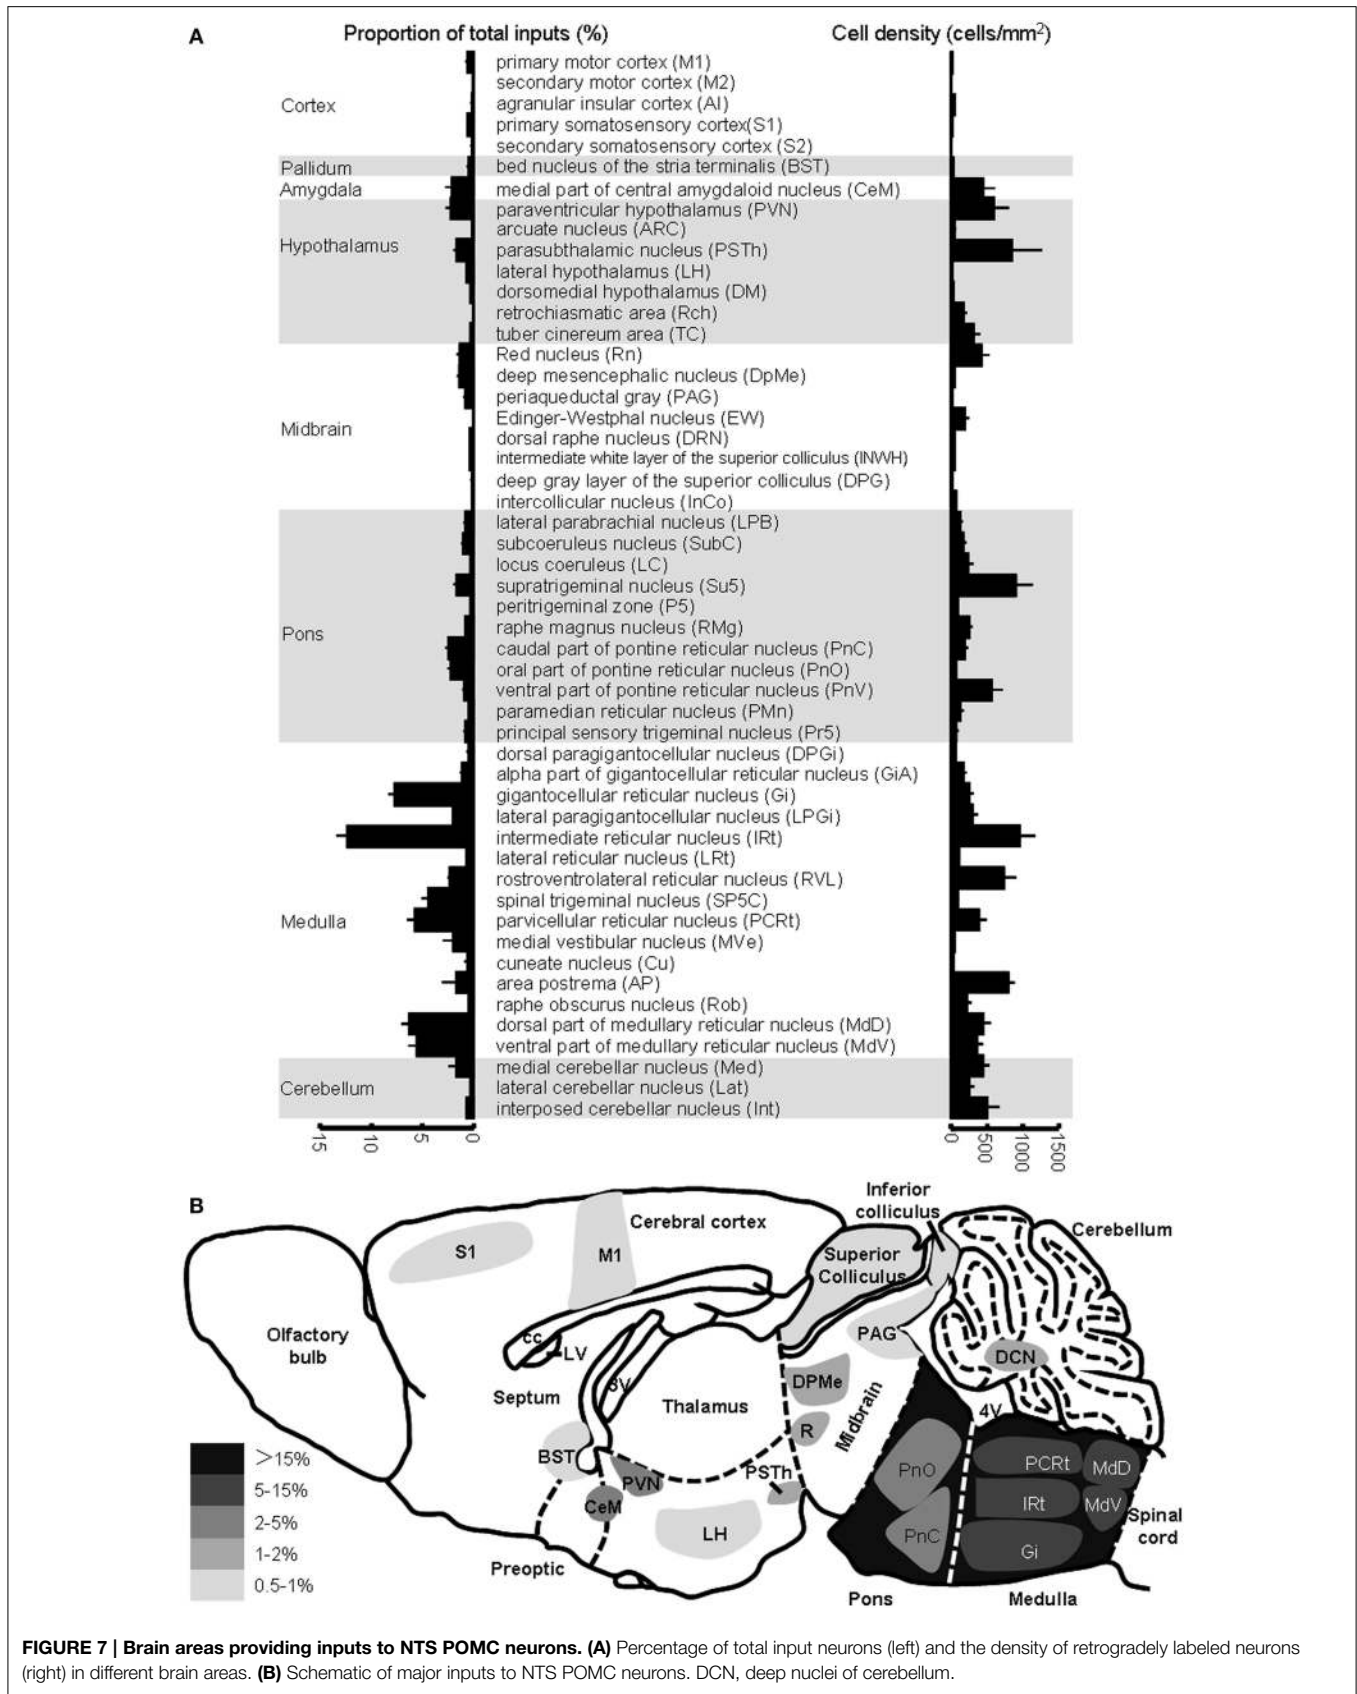 A
Proportion of total inputs (%)
Cell density (cells/mm²)
Cortex
primary motor cortex (M1)
secondary motor cortex (M2)
agranular insular cortex (AI)
primary somatosensory cortex(S1)
secondary somatosensory cortex (S2)
Pallidum
bed nucleus of the stria terminalis (BST)
Amygdala
medial part of central amygdaloid nucleus (CeM)
Hypothalamus
paraventricular hypothalamus (PVN)
arcuate nucleus (ARC)
parasubthalamic nucleus (PSTh)
lateral hypothalamus (LH)
dorsomedial hypothalamus (DM)
retrochiasmatic area (Rch)
tuber cinereum area (TC)
Midbrain
Red nucleus (Rn)
deep mesencephalic nucleus (DpMe)
periaqueductal gray (PAG)
Edinger-Westphal nucleus (EW)
dorsal raphe nucleus (DRN)
intermediate white layer of the superior colliculus (INWH)
deep gray layer of the superior colliculus (DPG)
intercollicular nucleus (InCo)
Pons
lateral parabrachial nucleus (LPB)
subcoeruleus nucleus (SubC)
locus coeruleus (LC)
supratrigeminal nucleus (Su5)
peritrigeminal zone (P5)
raphe magnus nucleus (RMg)
caudal part of pontine reticular nucleus (PnC)
oral part of pontine reticular nucleus (PnO)
ventral part of pontine reticular nucleus (PnV)
paramedian reticular nucleus (PMn)
principal sensory trigeminal nucleus (Pr5)
Medulla
dorsal paragigantocellular nucleus (DPGi)
alpha part of gigantocellular reticular nucleus (GiA)
gigantocellular reticular nucleus (Gi)
lateral paragigantocellular nucleus (LPGi)
intermediate reticular nucleus (IRt)
lateral reticular nucleus (LRt)
rostroventrolateral reticular nucleus (RVL)
spinal trigeminal nucleus (SP5C)
parvicellular reticular nucleus (PCRt)
medial vestibular nucleus (MVe)
cuneate nucleus (Cu)
area postrema (AP)
raphe obscurus nucleus (Rob)
dorsal part of medullary reticular nucleus (MdD)
ventral part of medullary reticular nucleus (MdV)
Cerebellum
medial cerebellar nucleus (Med)
lateral cerebellar nucleus (Lat)
interposed cerebellar nucleus (Int)
15 10 5 0
0 500 1000 1500
B
Inferior
colliculus
Cerebral cortex
Cerebellum
S1
M1
Superior
Colliculus
Olfactory
bulb
cc
LV
PAG
DCN
Septum
3V
DPMe
Thalamus
4V
R
Midbrain
BST
PVN
PSTh
CeM
LH
Preoptic
PnO
PnC
PCRt
MdD
IRt
MdV
Gi
Spinal
cord
Pons
Medulla
>15%
5-15%
2-5%
1-2%
0.5-1%
FIGURE 7 | Brain areas providing inputs to NTS POMC neurons. (A) Percentage of total input neurons (left) and the density of retrogradely labeled neurons
(right) in different brain areas. (B) Schematic of major inputs to NTS POMC neurons. DCN, deep nuclei of cerebellum.